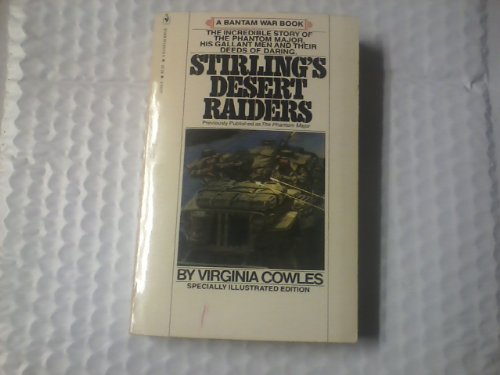 A BANTAM WAR BOOK
THE INCREDIBLE STORY OF
THE PHANTOM MAJOR,
HIS GALLANT MEN AND THEIR
DEEDS OF DARING.
STIRLING'S
DESERT
RAIDERS
Previously Published as The Phantom Major
BY VIRGINIA COWLES
SPECIALLY ILLUSTRATED EDITION